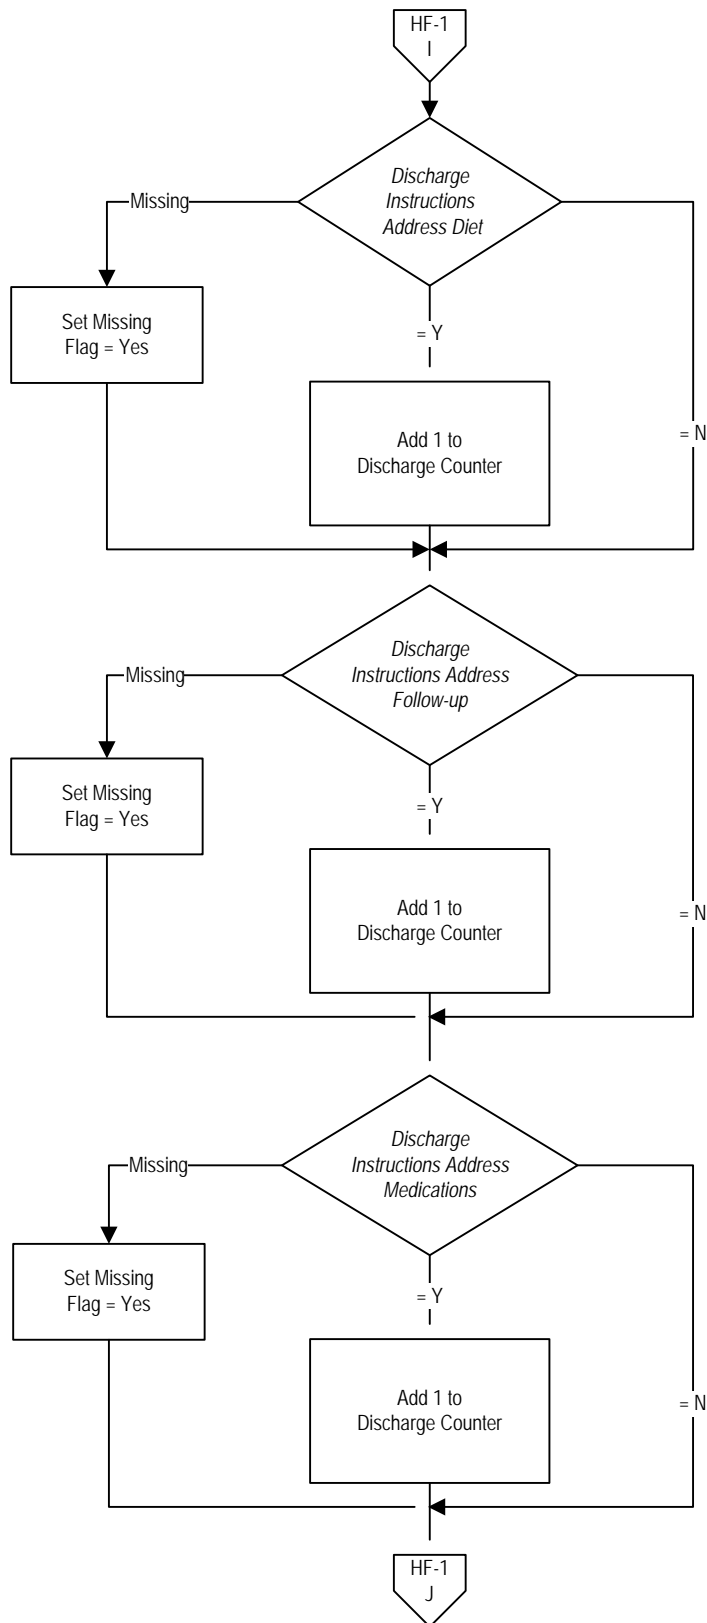 HF-1
I
Discharge
Instructions
Address Diet
Missing
Set Missing
Flag = Yes
= Y
Add 1 to
Discharge Counter
= N
Discharge
Instructions Address
Follow-up
Missing
Set Missing
Flag = Yes
= Y
Add 1 to
Discharge Counter
= N
Discharge
Instructions Address
Medications
Missing
Set Missing
Flag = Yes
= Y
Add 1 to
Discharge Counter
= N
HF-1
J